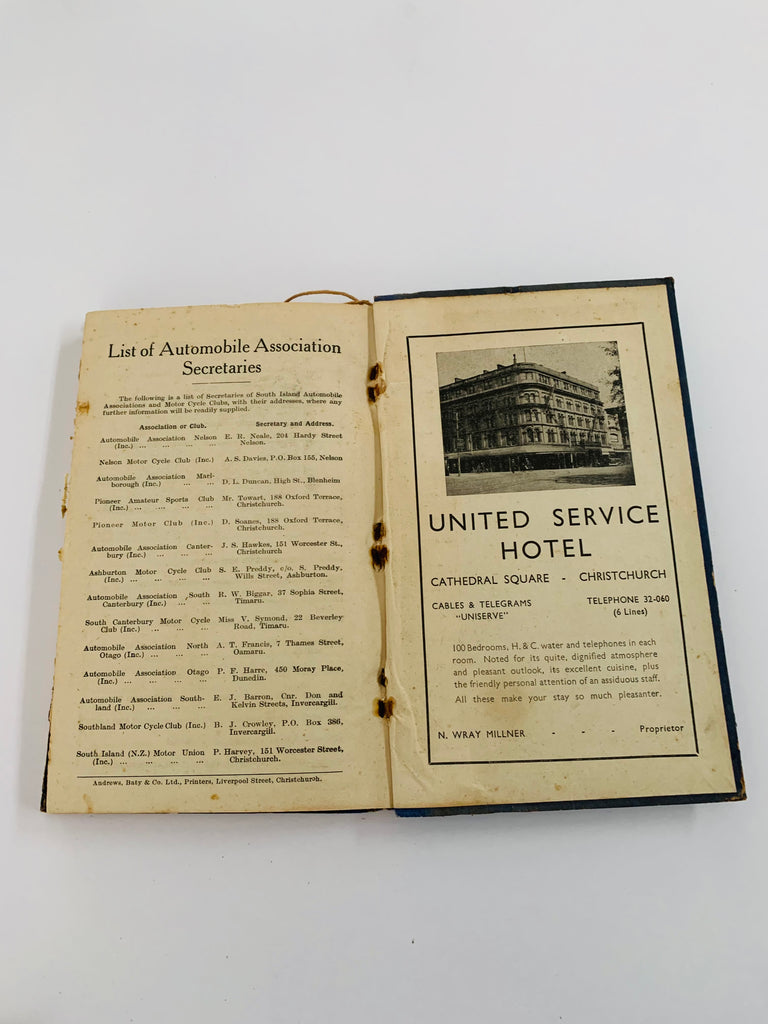 List of Automobile Association
Secretaries
The following is a list of Secretaries of South Island Automobile
Associations and Motor Cycle Clubs, with their addresses, where any
further information will be readily supplied.
Association or Club. Secretary and Address.
Automobile Association Nelson E. R. Neale, 204 Hardy Street
(Inc.) ... ... ... ... Nelson.
Nelson Motor Cycle Club (Inc.) A. S. Davies, P.O. Box 155, Nelson
Automobile Association Marl-
borough (Inc.) ... ... D. L. Duncan, High St., Blenheim
Pioneer Amateur Sports Club Mr. Towart, 188 Oxford Terrace,
(Inc.) ... ... ... ... Christchurch.
Pioneer Motor Club (Inc.) D. Soanes, 188 Oxford Terrace,
Christchurch.
Automobile Association Canter- J. S. Hawkes, 151 Worcester St.,
bury (Inc.) ... ... ... Christchurch
Ashburton Motor Cycle Club S. E. Preddy, c/o. S. Preddy,
(Inc.) ... ... ... ... Wills Street, Ashburton.
Automobile Association South R. W. Biggar, 37 Sophia Street,
Canterbury (Inc.) ... ... Timaru.
South Canterbury Motor Cycle Miss V. Symond, 22 Beverley
Club (Inc.) ... ... ... Road, Timaru.
Automobile Association North A. T. Francis, 7 Thames Street,
Otago (Inc.) ... ... ... Oamaru.
Automobile Association Otago P. F. Harre, 450 Moray Place,
(Inc.) ... ... ... ... Dunedin.
Automobile Association South- E. J. Barron, Cnr. Don and
land (Inc.) ... ... ... Kelvin Streets, Invercargill.
Southland Motor Cycle Club (Inc.) B. J. Crowley, P.O. Box 386,
Invercargill.
South Island (N.Z.) Motor Union P. Harvey, 151 Worcester Street,
(Inc.) ... ... ... ... Christchurch.
Andrews, Baty & Co. Ltd., Printers, Liverpool Street, Christchurch.
UNITED SERVICE
HOTEL
CATHEDRAL SQUARE - CHRISTCHURCH
CABLES & TELEGRAMS TELEPHONE 32-060
"UNISERVE" (6 Lines)
100 Bedrooms, H. & C. water and telephones in each
room. Noted for its quite, dignified atmosphere
and pleasant outlook, its excellent cuisine, plus
the friendly personal attention of an assiduous staff.
All these make your stay so much pleasanter.
N. WRAY MILLNER - - - Proprietor